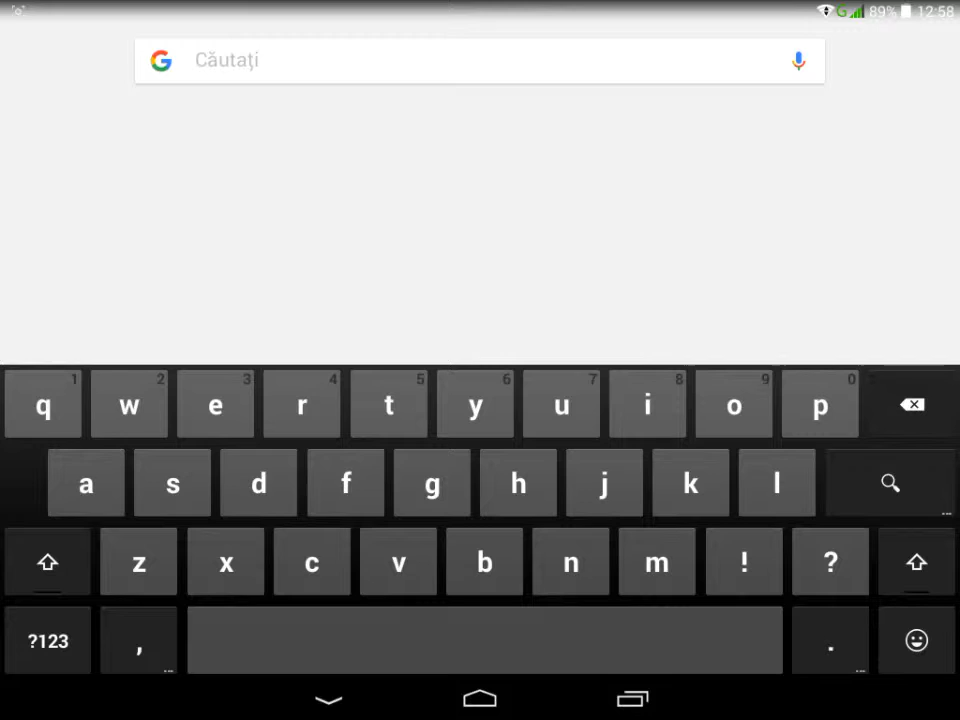 G 89% 12:58
Căutați
1 2 3 4 5 6 7 8 9 0
q w e r t y u i o p
a s d f g h j k l
z x c v b n m ! ?
?123 , .